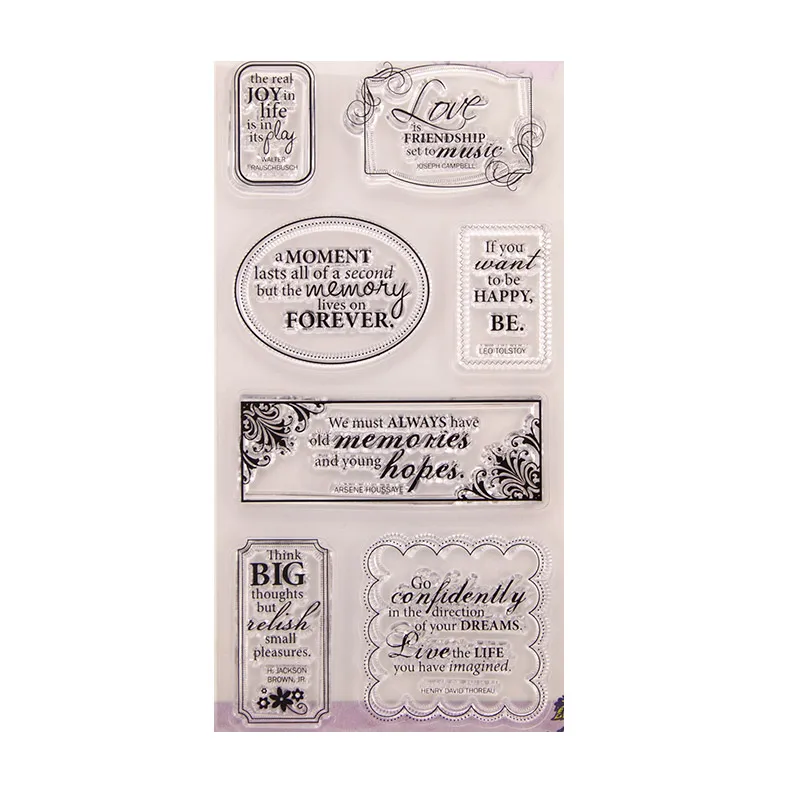 the real
JOY in
life
is in
its play
WALTER
RAUSCHBUSCH
Love
is
FRIENDSHIP
set to music
JOSEPH CAMPBELL
a MOMENT
lasts all of a second
but the memory
lives on
FOREVER.
If you
want
to be
HAPPY,
BE.
LEO TOLSTOY
We must ALWAYS have
old memories
and young hopes.
ARSENE HOUSSAYE
Think
BIG
thoughts
but
relish
small
pleasures.
H. JACKSON
BROWN, JR
Go
confidently
in the direction
of your DREAMS.
Live the LIFE
you have imagined.
HENRY DAVID THOREAU